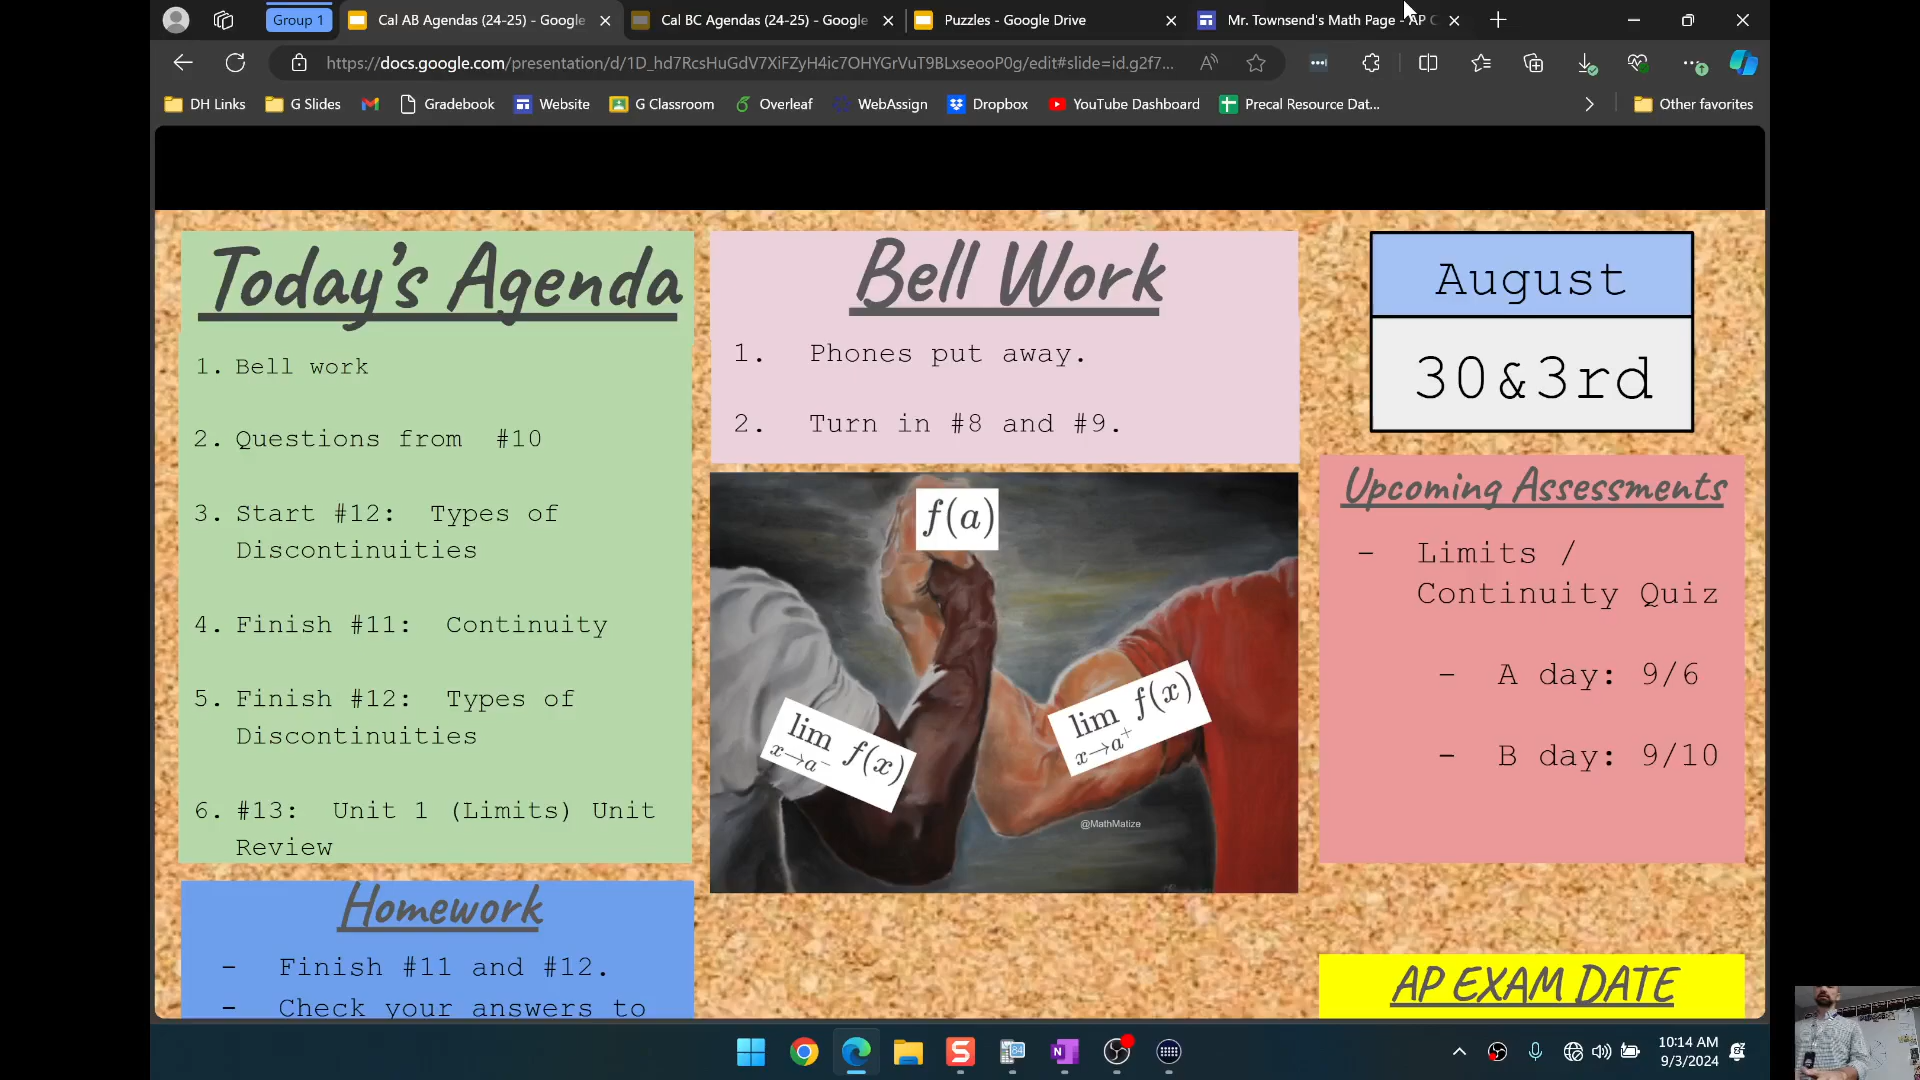 Group 1
Cal AB Agendas (24-25) - Google
Cal BC Agendas (24-25) - Google
Puzzles - Google Drive
Mr. Townsend's Math Page - AP C
https://docs.google.com/presentation/d/1D_hd7RcsHuGdV7XiFZyH4ic7OHYGrVuT9BLxseooP0g/edit#slide=id.g2f7...
DH Links
G Slides
Gradebook
Website
G Classroom
Overleaf
WebAssign
Dropbox
YouTube Dashboard
Precal Resource Dat...
Other favorites
Today's Agenda
1. Bell work
2. Questions from #10
3. Start #12: Types of
Discontinuities
4. Finish #11: Continuity
5. Finish #12: Types of
Discontinuities
6. #13: Unit 1 (Limits) Unit
Review
Homework
- Finish #11 and #12.
- Check your answers to
Bell Work
1. Phones put away.
2. Turn in #8 and #9.
f(a)
lim f(x)
x→a⁻
lim f(x)
x→a⁺
@MathMatize
August
30&3rd
Upcoming Assessments
- Limits /
Continuity Quiz
- A day: 9/6
- B day: 9/10
AP EXAM DATE
10:14 AM
9/3/2024